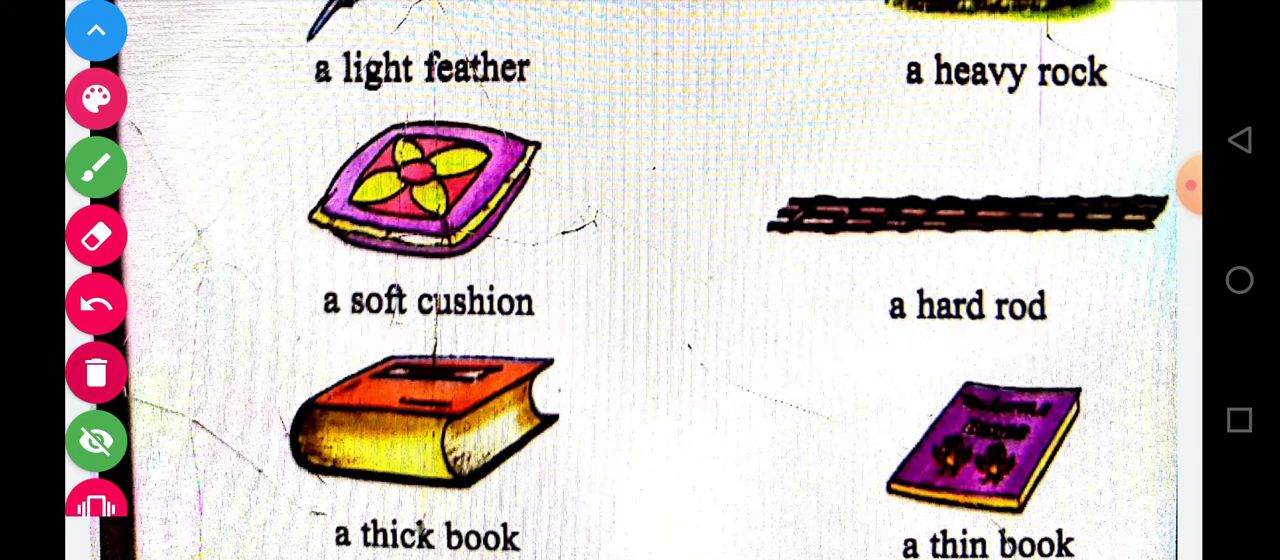 a light feather
a heavy rock
a soft cushion
a hard rod
a thick book
a thin book